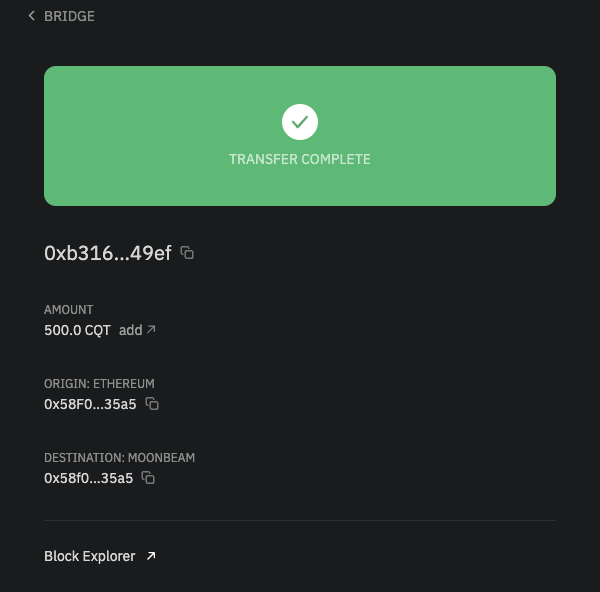 BRIDGE
TRANSFER COMPLETE
0xb316...49ef
AMOUNT
500.0 CQT add
ORIGIN: ETHEREUM
0x58F0...35a5
DESTINATION: MOONBEAM
0x58f0...35a5
Block Explorer